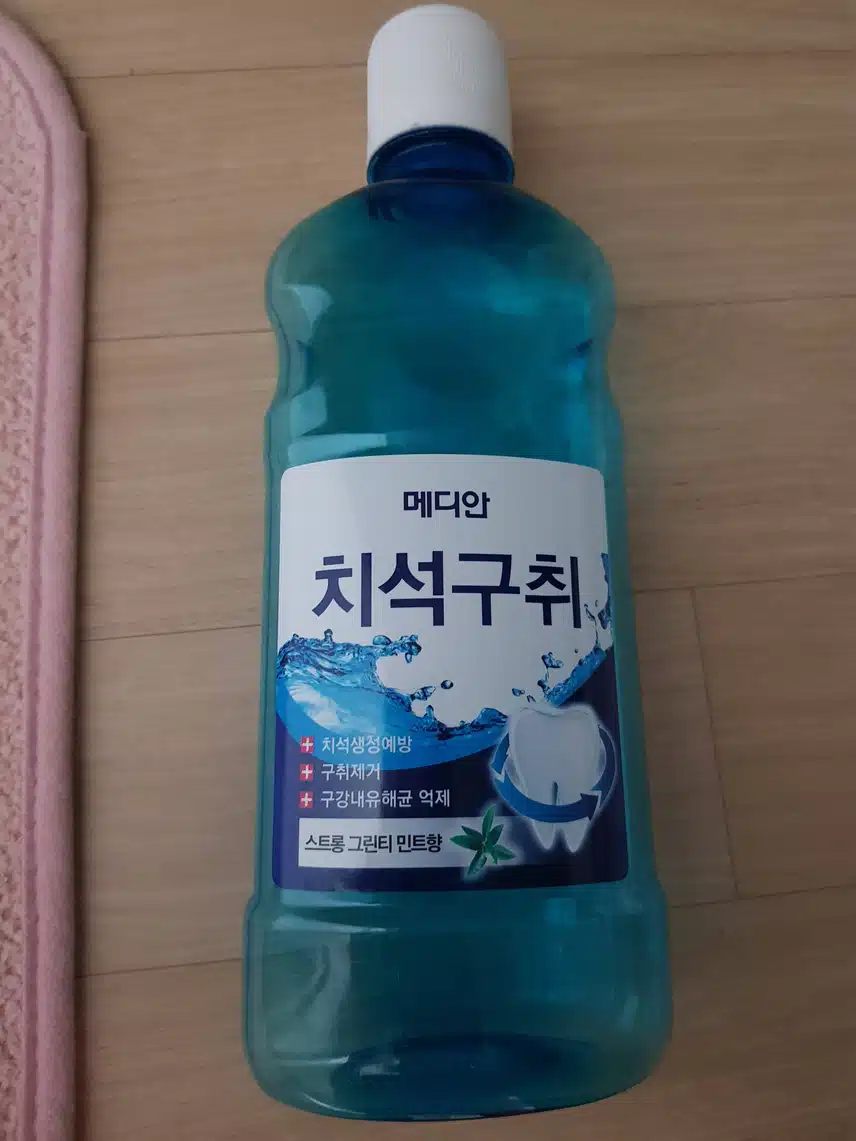 메디안
치석구취
치석생성예방
구취제거
구강내유해균 억제
스트롱 그린티 민트향